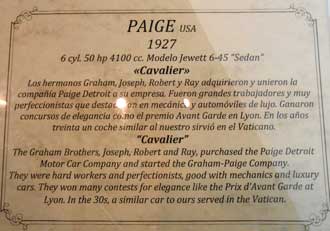 PAIGE USA
1927
6 cyl. 50 hp 4100 cc. Modelo Jewett 6-45 "Sedan"
«Cavalier»
Los hermanos Graham, Joseph, Robert y Ray adquirieron y unieron la
compañía Paige Detroit a su empresa. Fueron grandes trabajadores y muy
perfeccionistas que destacaron en mecánica y automóviles de lujo. Ganaron
concursos de elegancia como el premio Avant Garde en Lyon. En los años
treinta un coche similar al nuestro sirvió en el Vaticano.
"Cavalier"
The Graham Brothers, Joseph, Robert and Ray, purchased the Paige Detroit
Motor Car Company and started the Graham-Paige Company.
They were hard workers and perfectionists, good with mechanics and luxury
cars. They won many contests for elegance like the Prix d'Avant Garde at
Lyon. In the 30s, a similar car to ours served in the Vatican.